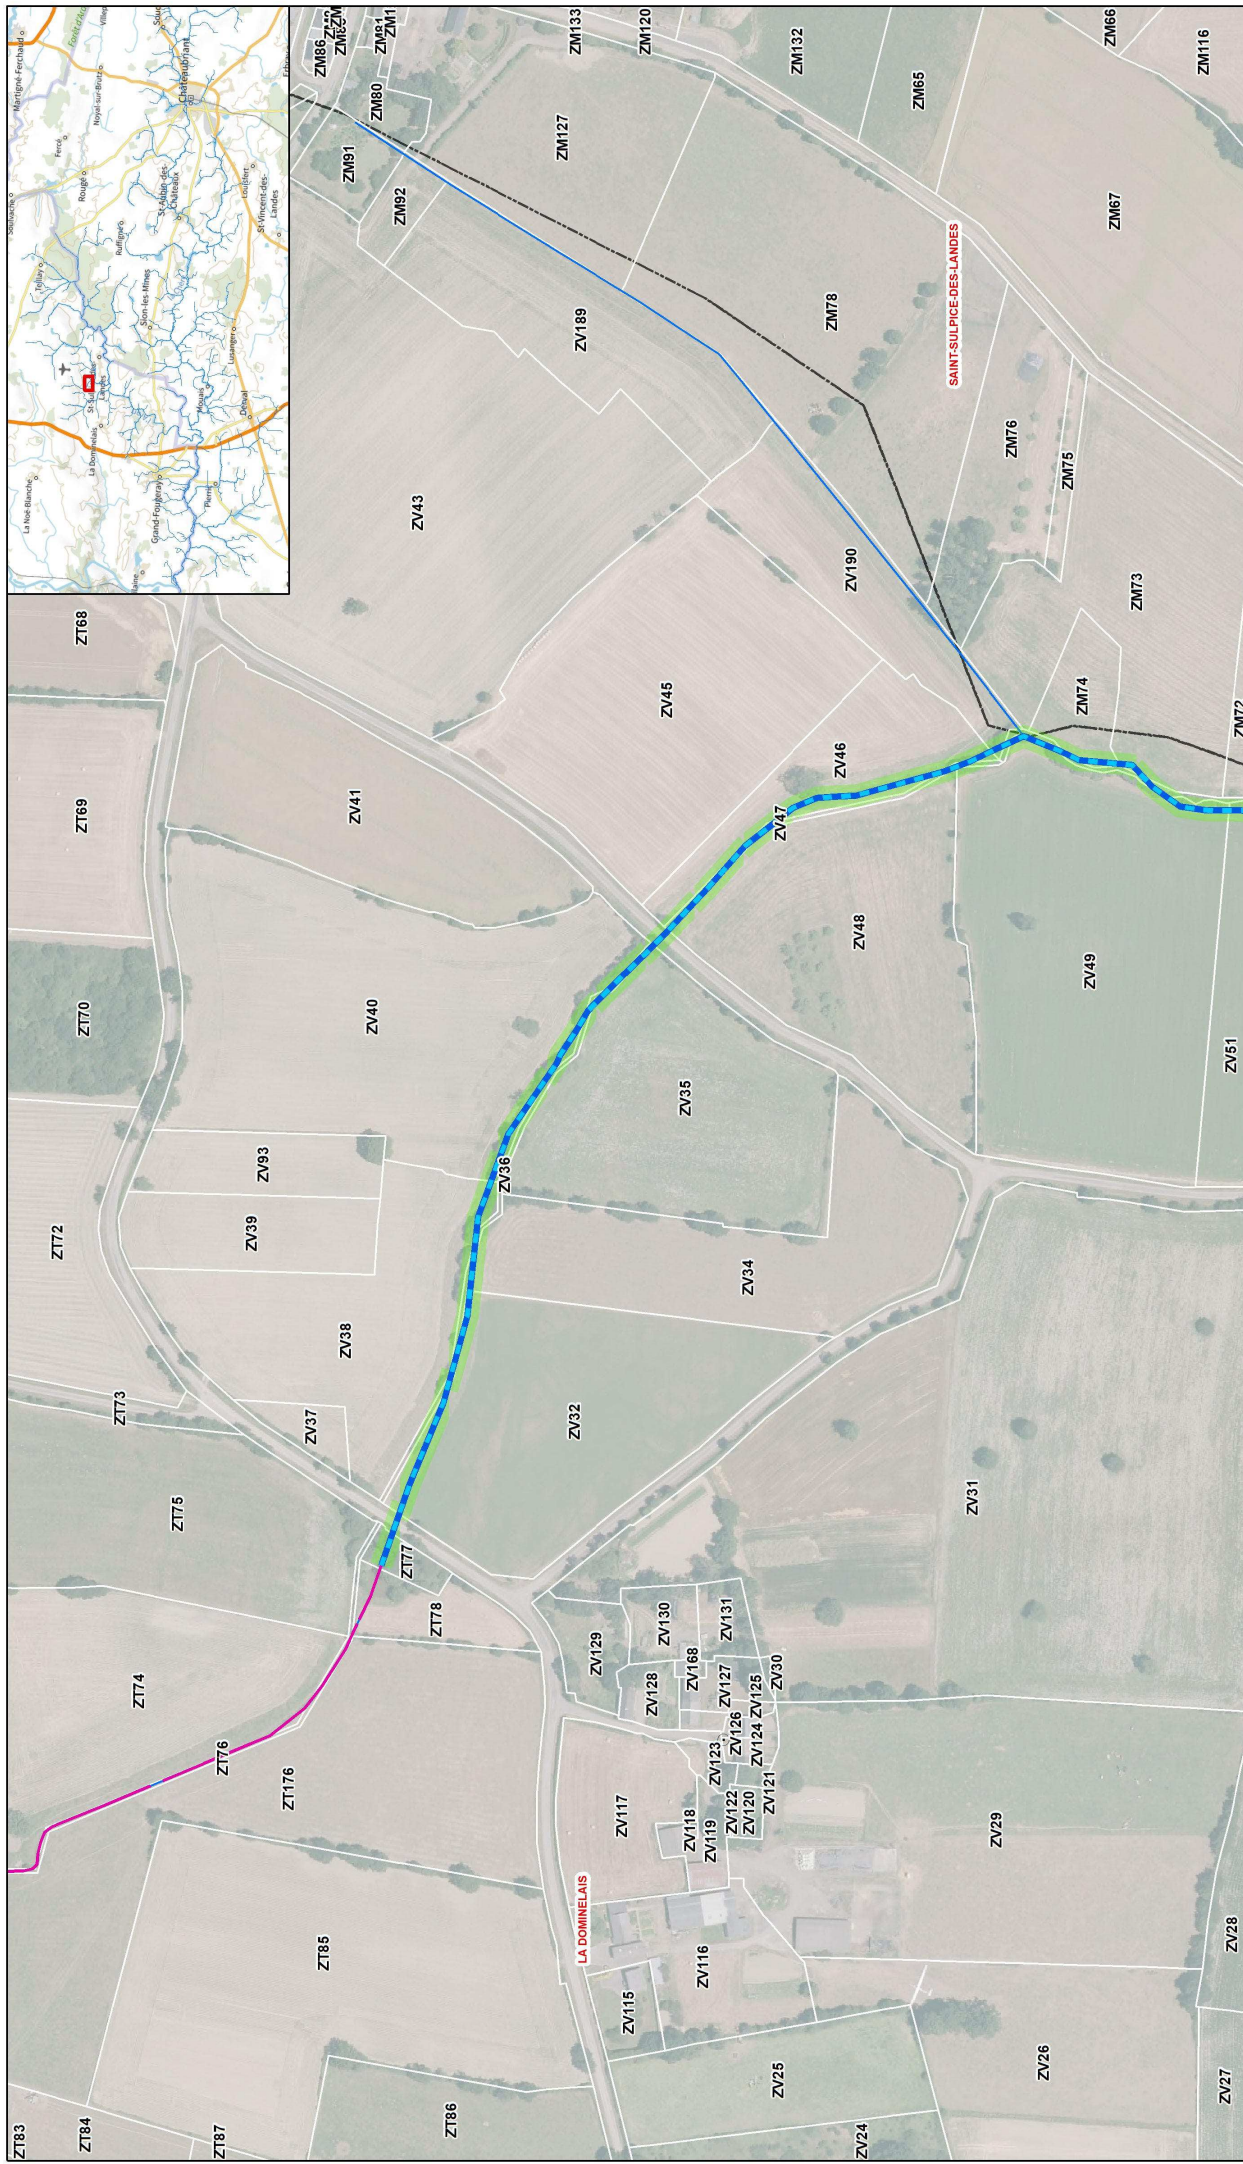 La Noë-Blanche
Teillay
Soulvache
Fercé
Martigné-Ferchaud
Noyal-sur-Brutz
La Dominelais
Landes
Rougé
Ruffigné
Grand-Fougeray
Sion-les-Mines
St-Aubin-des-
Châteaux
Châteaubriant
Pierric
Mouais
Lusanger
Derval
Louisfert
St-Vincent-des-
Landes
ZT83
ZT84
ZT87
ZT86
ZT85
ZT176
ZT76
ZT74
ZT78
ZT77
ZT75
ZT73
ZT72
ZT70
ZT69
ZT68
ZV37
ZV38
ZV39
ZV93
ZV40
ZV41
ZV43
ZV36
ZV32
ZV34
ZV35
ZV45
ZV189
ZM92
ZM91
ZM80
ZM86
ZM127
ZM133
ZM120
ZM132
ZM65
ZM66
ZM116
ZM67
LA DOMINELAIS
ZV115
ZV116
ZV117
ZV118
ZV119
ZV122
ZV120
ZV121
ZV123
ZV126
ZV124
ZV125
ZV127
ZV128
ZV168
ZV129
ZV130
ZV131
ZV30
ZV47
ZV46
ZV48
ZV190
ZM78
SAINT-SULPICE-DES-LANDES
ZM76
ZM75
ZM73
ZM74
ZM72
ZV24
ZV25
ZV26
ZV27
ZV28
ZV29
ZV31
ZV49
ZV51